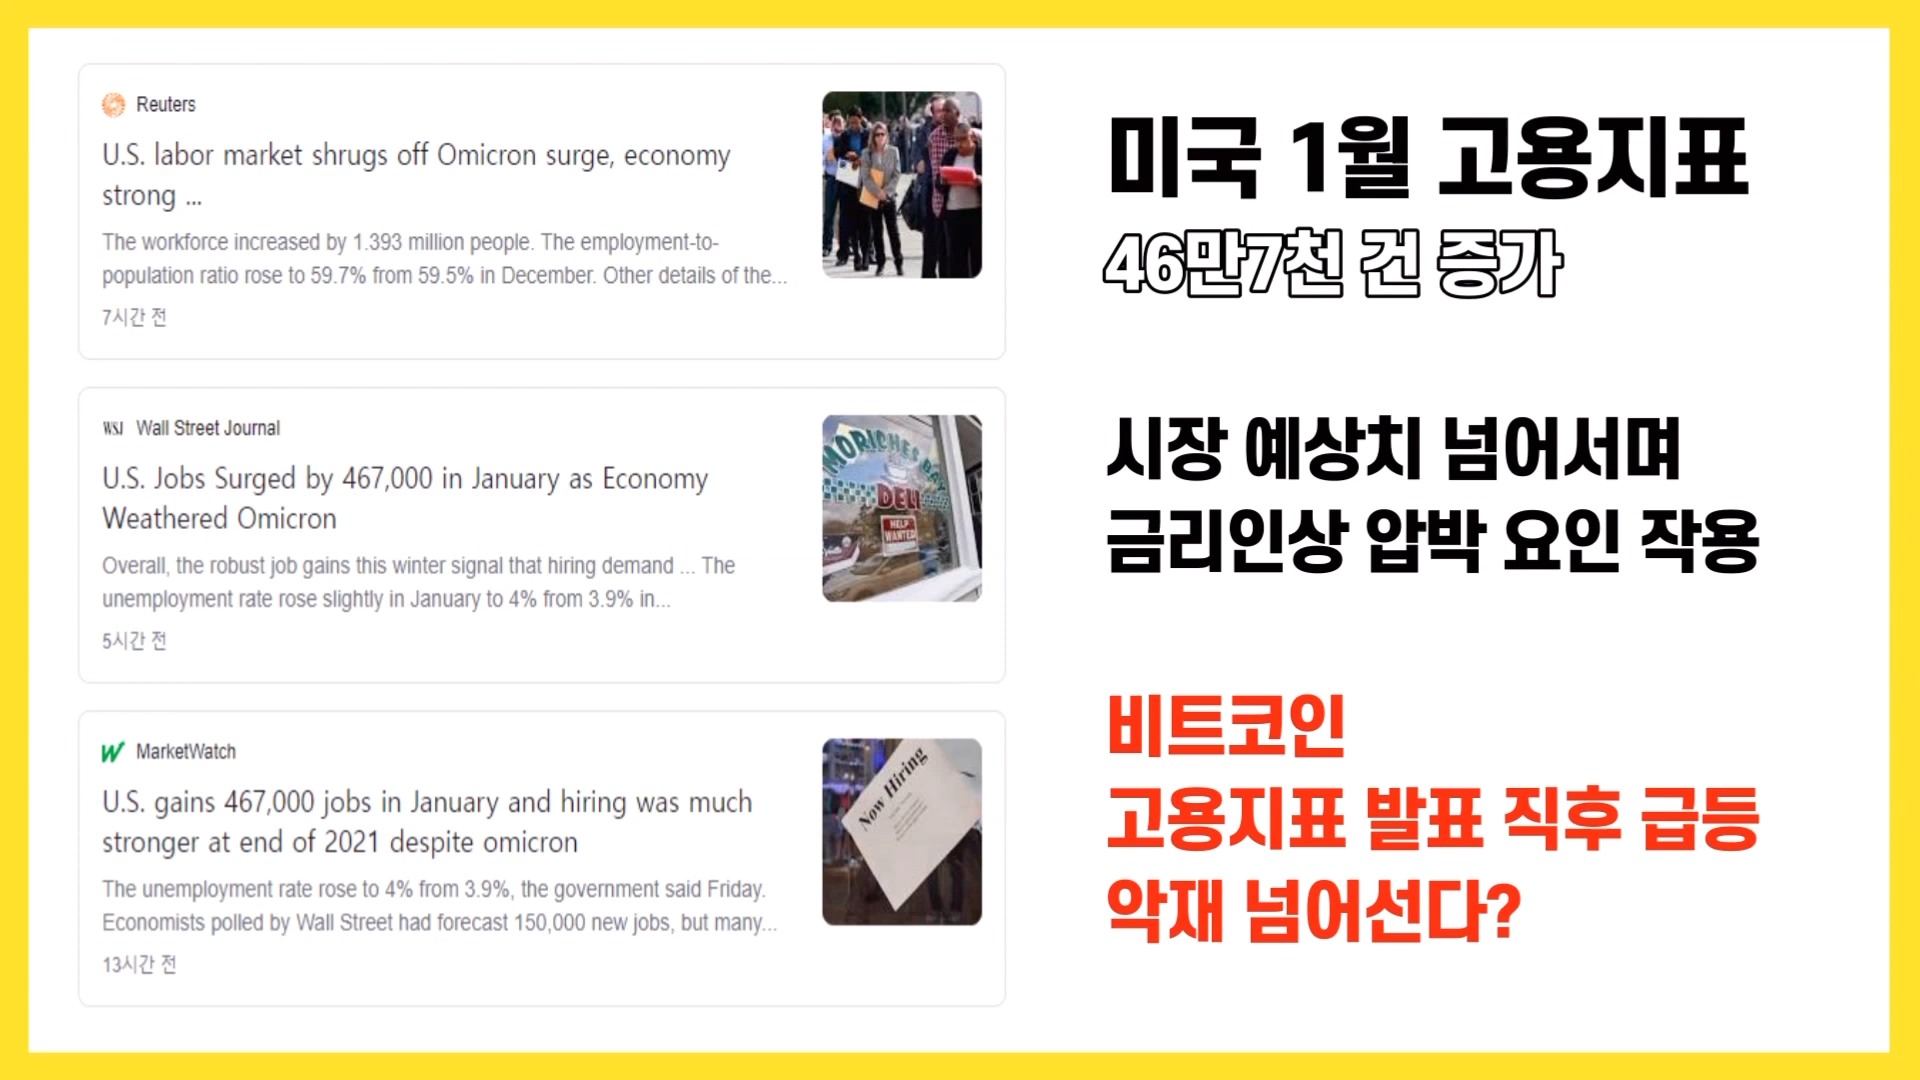 Reuters
U.S. labor market shrugs off Omicron surge, economy
strong ...
The workforce increased by 1.393 million people. The employment-to-
population ratio rose to 59.7% from 59.5% in December. Other details of the...
7시간 전
WSJ Wall Street Journal
U.S. Jobs Surged by 467,000 in January as Economy
Weathered Omicron
Overall, the robust job gains this winter signal that hiring demand ... The
unemployment rate rose slightly in January to 4% from 3.9% in...
5시간 전
MORICHES BAY
DELI
HELP
WANTED
MarketWatch
U.S. gains 467,000 jobs in January and hiring was much
stronger at end of 2021 despite omicron
The unemployment rate rose to 4% from 3.9%, the government said Friday.
Economists polled by Wall Street had forecast 150,000 new jobs, but many...
13시간 전
Now Hiring
미국 1월 고용지표
46만7천 건 증가
시장 예상치 넘어서며
금리인상 압박 요인 작용
비트코인
고용지표 발표 직후 급등
악재 넘어선다?